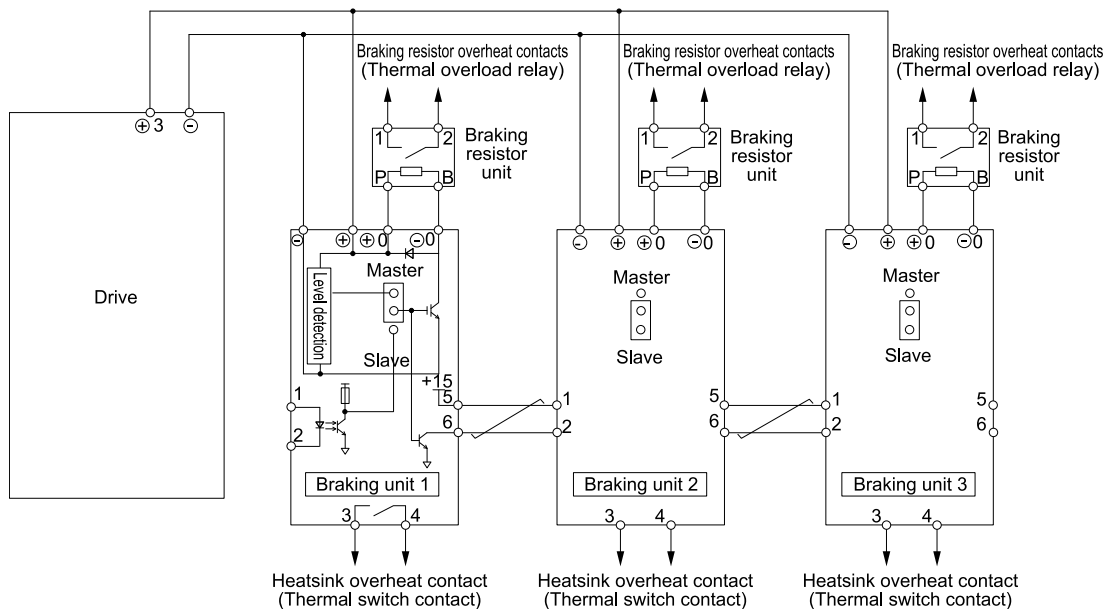 Braking resistor overheat contacts
(Thermal overload relay)
Braking resistor overheat contacts
(Thermal overload relay)
Braking resistor overheat contacts
(Thermal overload relay)
⊕ 3 ⊖
1 2
P B
Braking
resistor
unit
1 2
P B
Braking
resistor
unit
1 2
P B
Braking
resistor
unit
Drive
⊖ ⊕ ⊕0 ⊖0
Master
Level detection
Slave
+15
1
2
5
6
Braking unit 1
3 4
⊖ ⊕ ⊕0 ⊖0
Master
Slave
1
2
5
6
Braking unit 2
3 4
⊖ ⊕ ⊕0 ⊖0
Master
Slave
1
2
5
6
Braking unit 3
3 4
Heatsink overheat contact
(Thermal switch contact)
Heatsink overheat contact
(Thermal switch contact)
Heatsink overheat contact
(Thermal switch contact)